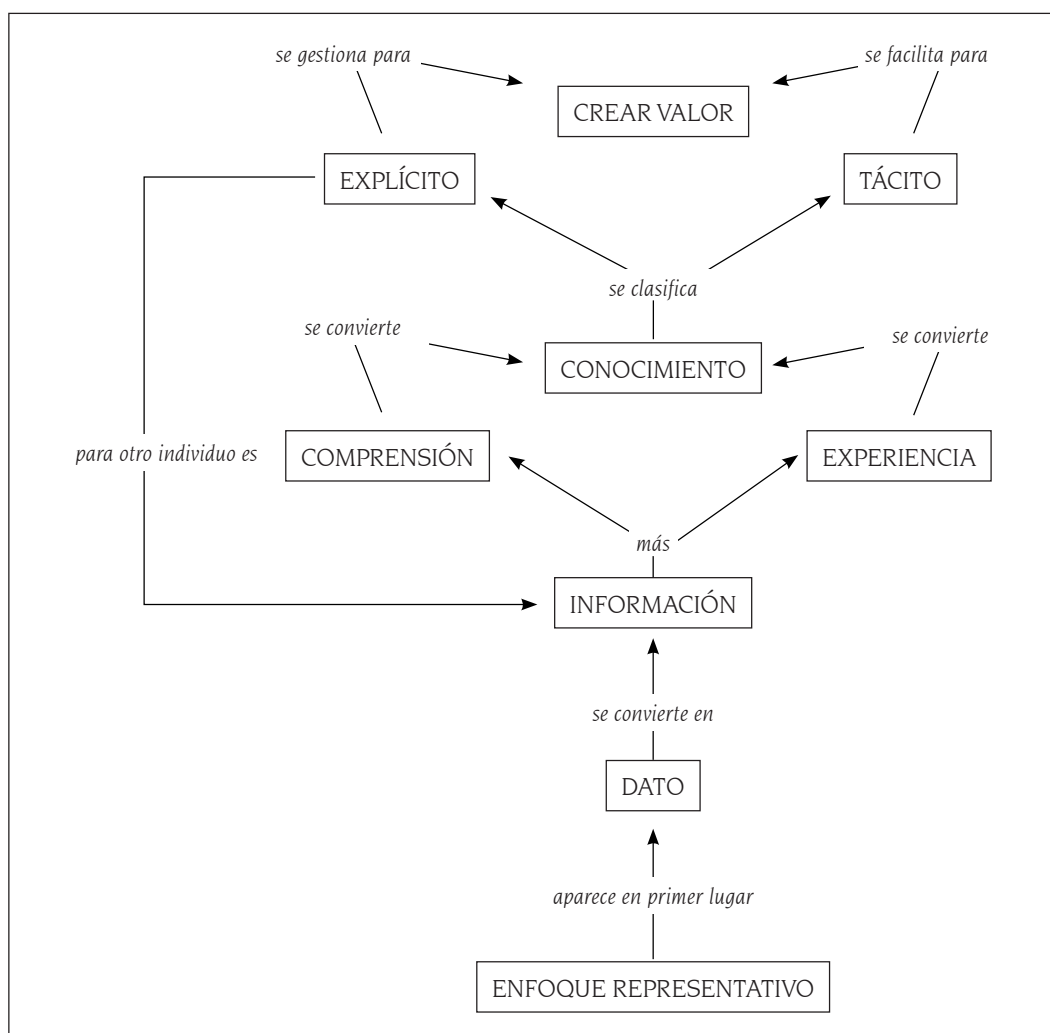 se gestiona para
se facilita para
CREAR VALOR
EXPLÍCITO
TÁCITO
se clasifica
se convierte
se convierte
CONOCIMIENTO
para otro individuo es
COMPRENSIÓN
EXPERIENCIA
más
INFORMACIÓN
se convierte en
DATO
aparece en primer lugar
ENFOQUE REPRESENTATIVO